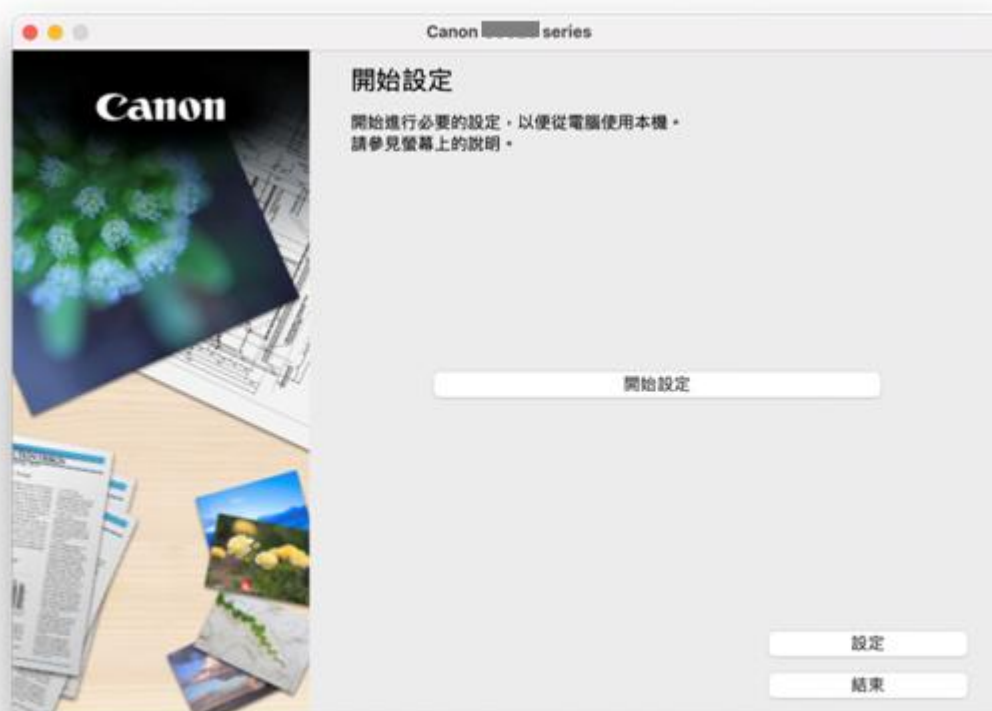 Canon series
Canon
開始設定
開始進行必要的設定，以便從電腦使用本機。
請參見螢幕上的說明。
開始設定
設定
結束